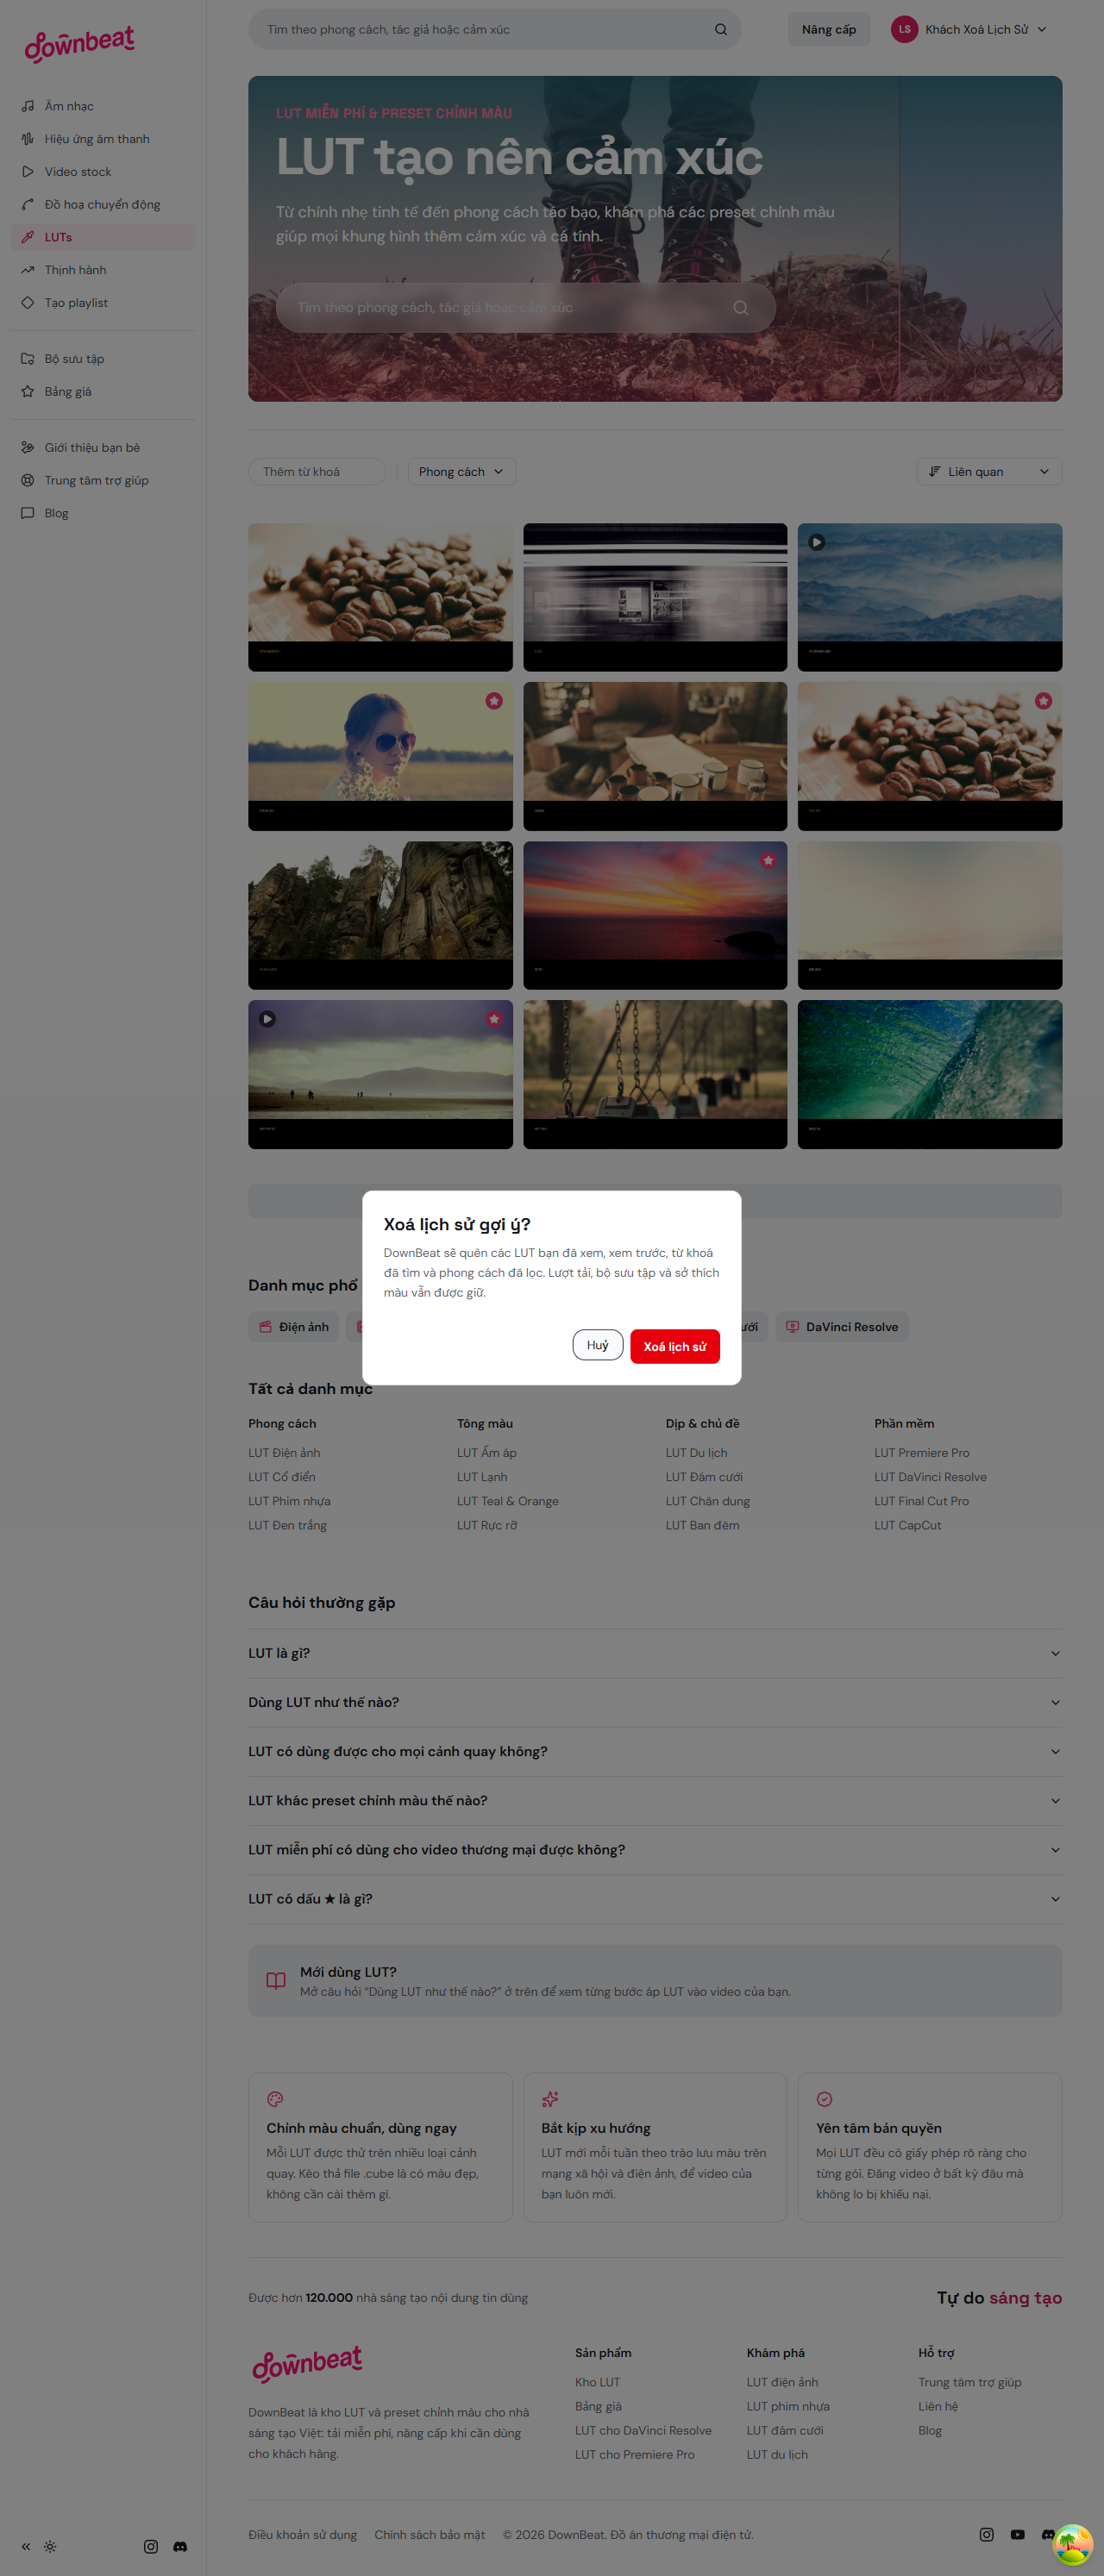 downbeat
Tìm theo phong cách, tác giả hoặc cảm xúc
Nâng cấp
LS
Khách Xoá Lịch Sử
Âm nhạc
Hiệu ứng âm thanh
Video stock
Đồ hoạ chuyển động
LUTs
Thịnh hành
Tạo playlist
Bộ sưu tập
Bảng giá
Giới thiệu bạn bè
Trung tâm trợ giúp
Blog
LUT MIỄN PHÍ & PRESET CHỈNH MÀU
LUT tạo nên cảm xúc
Từ chỉnh nhẹ tinh tế đến phong cách táo bạo, khám phá các preset chỉnh màu
giúp mọi khung hình thêm cảm xúc và cá tính.
Tìm theo phong cách, tác giả hoặc cảm xúc
Thêm từ khoá
Phong cách
Liên quan
Xoá lịch sử gợi ý?
DownBeat sẽ quên các LUT bạn đã xem, xem trước, từ khoá
đã tìm và phong cách đã lọc. Lượt tải, bộ sưu tập và sở thích
màu vẫn được giữ.
Huỷ
Xoá lịch sử
Danh mục phổ
Điện ảnh
ưới
DaVinci Resolve
Tất cả danh mục
Phong cách
LUT Điện ảnh
LUT Cổ điển
LUT Phim nhựa
LUT Đen trắng
Tông màu
LUT Ấm áp
LUT Lạnh
LUT Teal & Orange
LUT Rực rỡ
Dịp & chủ đề
LUT Du lịch
LUT Đám cưới
LUT Chân dung
LUT Ban đêm
Phần mềm
LUT Premiere Pro
LUT DaVinci Resolve
LUT Final Cut Pro
LUT CapCut
Câu hỏi thường gặp
LUT là gì?
Dùng LUT như thế nào?
LUT có dùng được cho mọi cảnh quay không?
LUT khác preset chỉnh màu thế nào?
LUT miễn phí có dùng cho video thương mại được không?
LUT có dấu ★ là gì?
Mới dùng LUT?
Mở câu hỏi “Dùng LUT như thế nào?” ở trên để xem từng bước áp LUT vào video của bạn.
Chỉnh màu chuẩn, dùng ngay
Mỗi LUT được thử trên nhiều loại cảnh
quay. Kéo thả file .cube là có màu đẹp,
không cần cài thêm gì.
Bắt kịp xu hướng
LUT mới mỗi tuần theo trào lưu màu trên
mạng xã hội và điện ảnh, để video của
bạn luôn mới.
Yên tâm bản quyền
Mọi LUT đều có giấy phép rõ ràng cho
từng gói. Đăng video ở bất kỳ đâu mà
không lo bị khiếu nại.
Được hơn 120.000 nhà sáng tạo nội dung tin dùng
Tự do sáng tạo
downbeat
DownBeat là kho LUT và preset chỉnh màu cho nhà
sáng tạo Việt: tải miễn phí, nâng cấp khi cần dùng
cho khách hàng.
Sản phẩm
Kho LUT
Bảng giá
LUT cho DaVinci Resolve
LUT cho Premiere Pro
Khám phá
LUT điện ảnh
LUT phim nhựa
LUT đám cưới
LUT du lịch
Hỗ trợ
Trung tâm trợ giúp
Liên hệ
Blog
Điều khoản sử dụng
Chính sách bảo mật
© 2026 DownBeat. Đồ án thương mại điện tử.